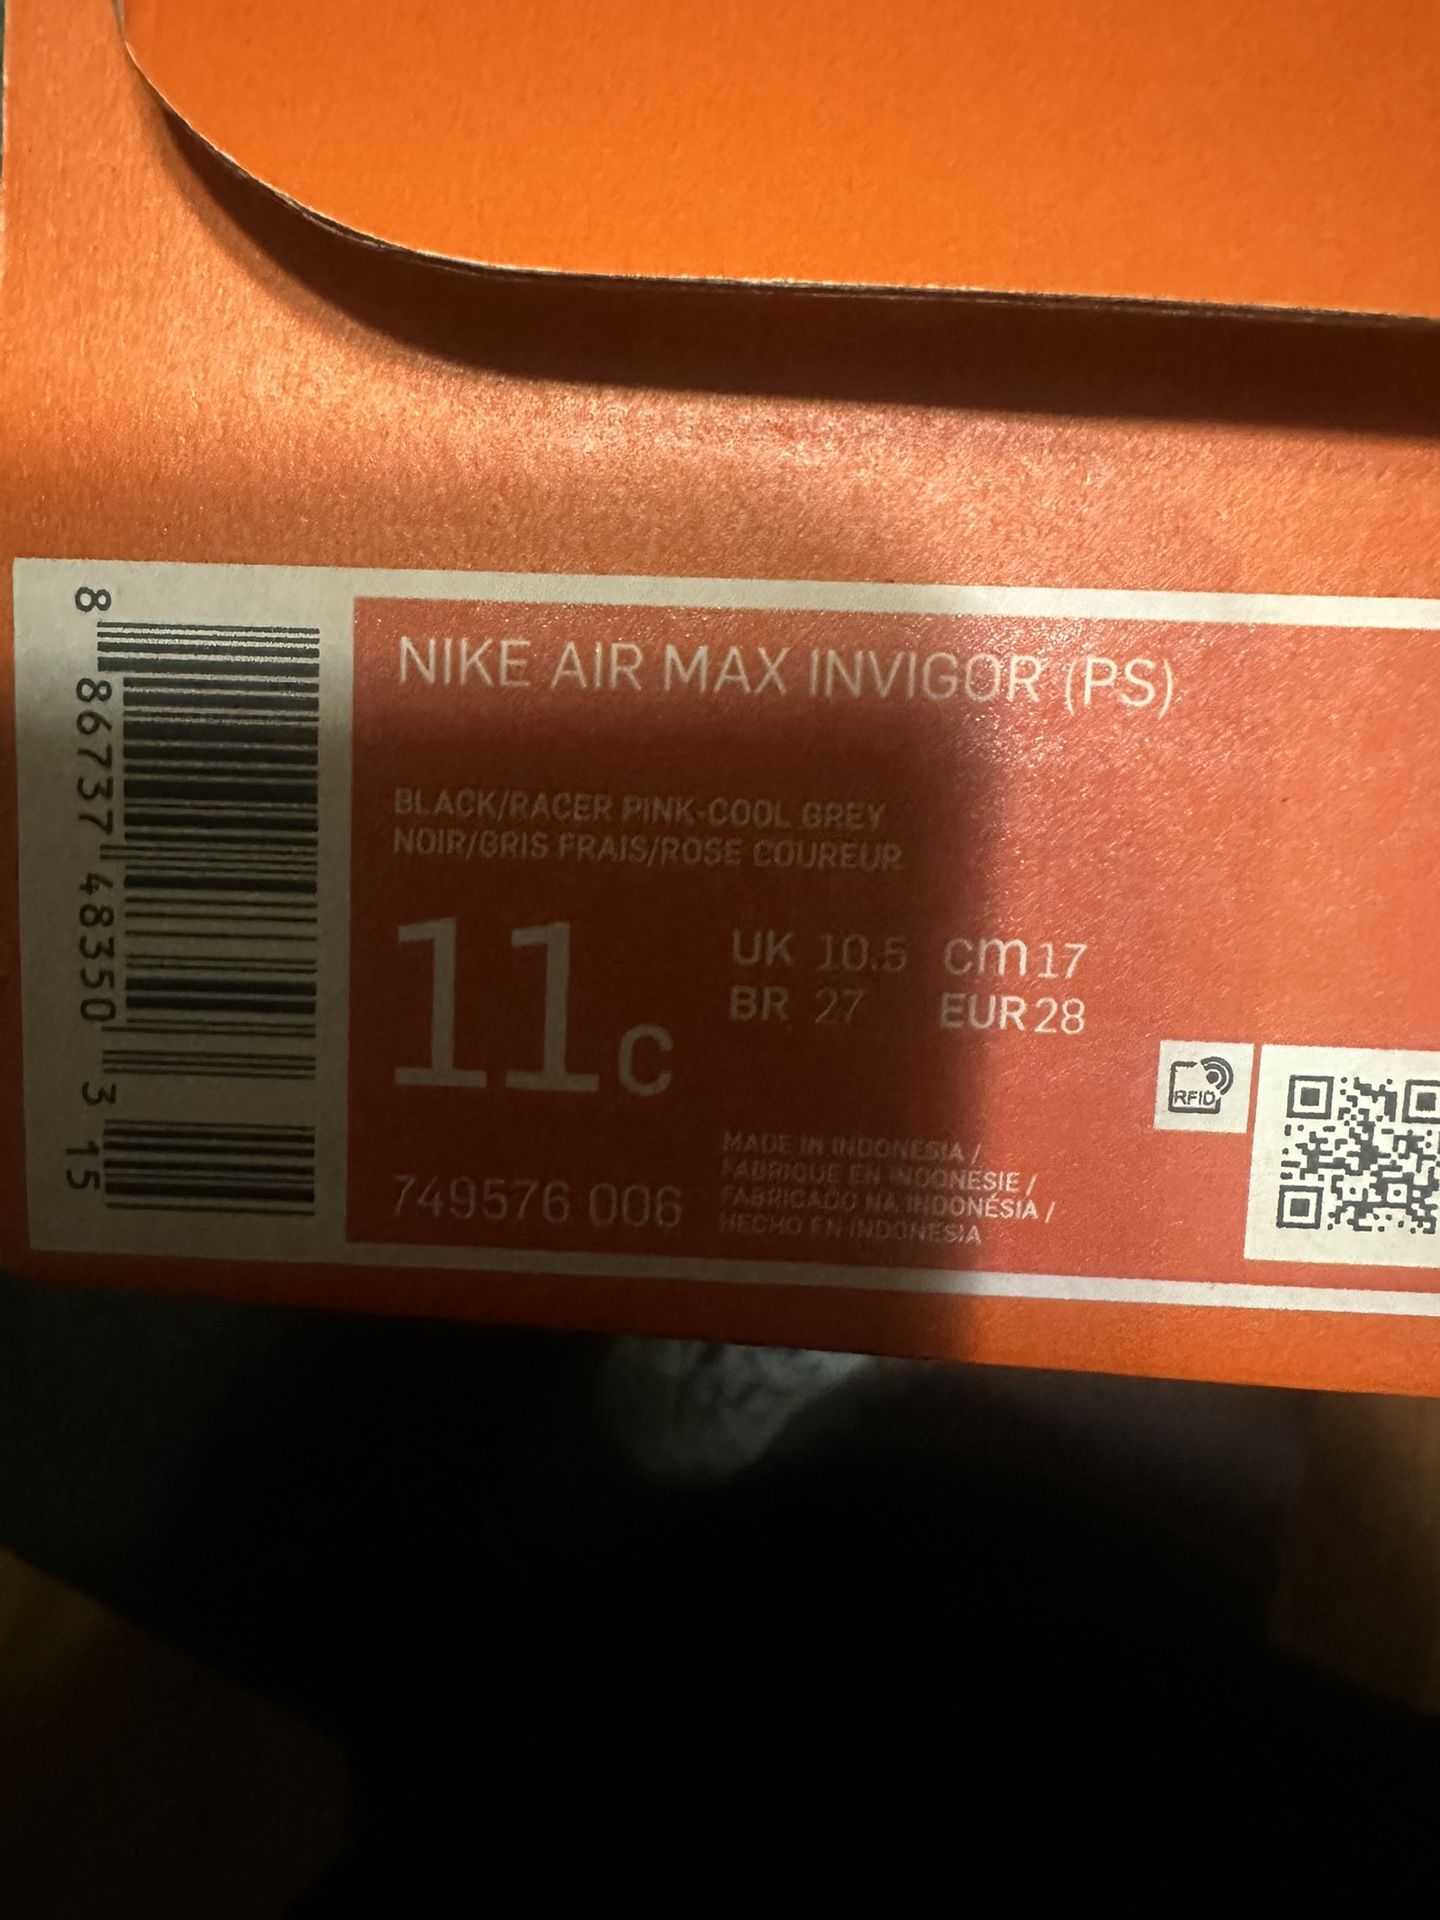 NIKE AIR MAX INVIGOR (PS)
BLACK/RACER PINK-COOL GREY
NOIR/GRIS FRAIS/ROSE COUREUR
11c
UK 10.5 cm 17
BR 27 EUR 28
749576 006
MADE IN INDONESIA /
FABRIQUE EN INDONESIE /
FABRICADO NA INDONÉSIA /
HECHO EN INDONESIA
RFID
8 86737 48350 3 15